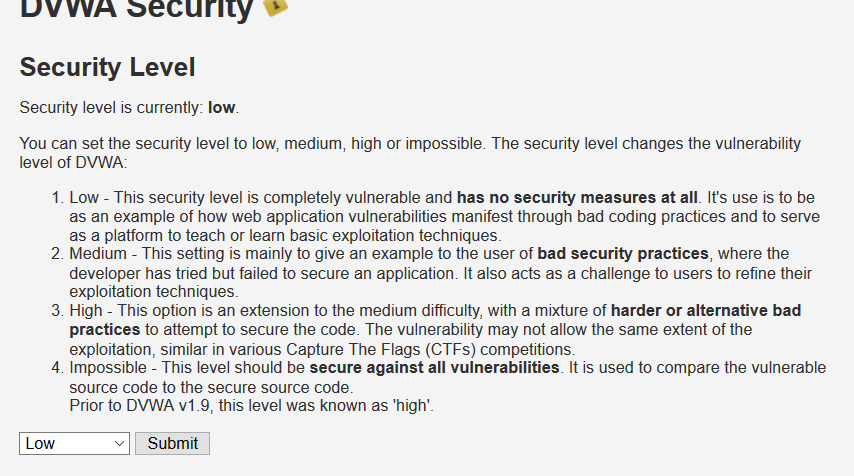 DVWA Security
Security Level
Security level is currently: low.
You can set the security level to low, medium, high or impossible. The security level changes the vulnerability
level of DVWA:
1. Low - This security level is completely vulnerable and has no security measures at all. It's use is to be
as an example of how web application vulnerabilities manifest through bad coding practices and to serve
as a platform to teach or learn basic exploitation techniques.
2. Medium - This setting is mainly to give an example to the user of bad security practices, where the
developer has tried but failed to secure an application. It also acts as a challenge to users to refine their
exploitation techniques.
3. High - This option is an extension to the medium difficulty, with a mixture of harder or alternative bad
practices to attempt to secure the code. The vulnerability may not allow the same extent of the
exploitation, similar in various Capture The Flags (CTFs) competitions.
4. Impossible - This level should be secure against all vulnerabilities. It is used to compare the vulnerable
source code to the secure source code.
Prior to DVWA v1.9, this level was known as 'high'.
Low Submit